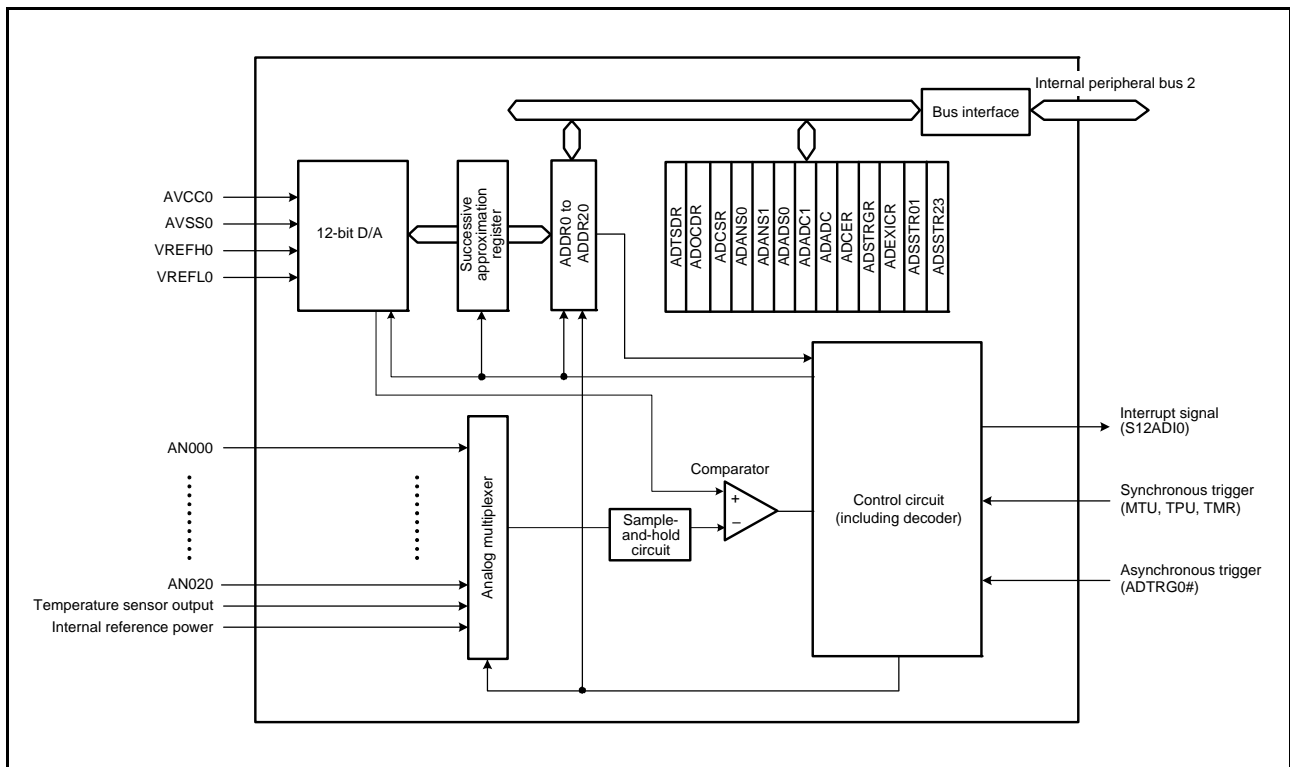 Internal peripheral bus 2
Bus interface
AVCC0
AVSS0
VREFH0
VREFL0
12-bit D/A
Successive
approximation
register
ADDR0 to
ADDR20
ADTSDR
ADOCDR
ADCSR
ADANS0
ADANS1
ADADS0
ADADC1
ADADC
ADCER
ADSTRGR
ADEXICR
ADSSTR01
ADSSTR23
AN000
AN020
Temperature sensor output
Internal reference power
Analog multiplexer
Sample-
and-hold
circuit
Comparator
+
−
Control circuit
(including decoder)
Interrupt signal
(S12ADI0)
Synchronous trigger
(MTU, TPU, TMR)
Asynchronous trigger
(ADTRG0#)